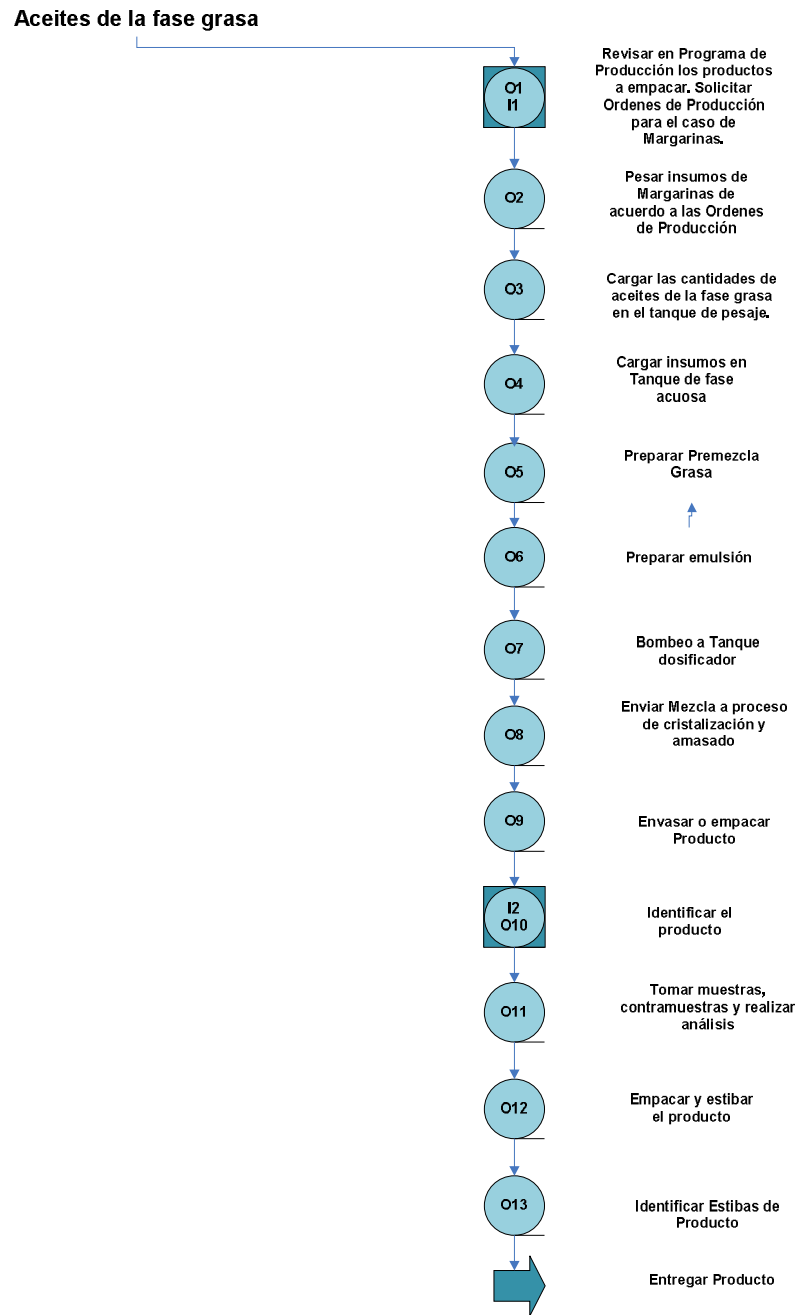 Aceites de la fase grasa
O1
I1
Revisar en Programa de
Producción los productos
a empacar. Solicitar
Ordenes de Producción
para el caso de
Margarinas.
O2
Pesar insumos de
Margarinas de
acuerdo a las Ordenes
de Producción
O3
Cargar las cantidades de
aceites de la fase grasa
en el tanque de pesaje.
O4
Cargar insumos en
Tanque de fase
acuosa
O5
Preparar Premezcla
Grasa
O6
Preparar emulsión
O7
Bombeo a Tanque
dosificador
O8
Enviar Mezcla a proceso
de cristalización y
amasado
O9
Envasar o empacar
Producto
I2
O10
Identificar el
producto
O11
Tomar muestras,
contramuestras y realizar
análisis
O12
Empacar y estibar
el producto
O13
Identificar Estibas de
Producto
Entregar Producto